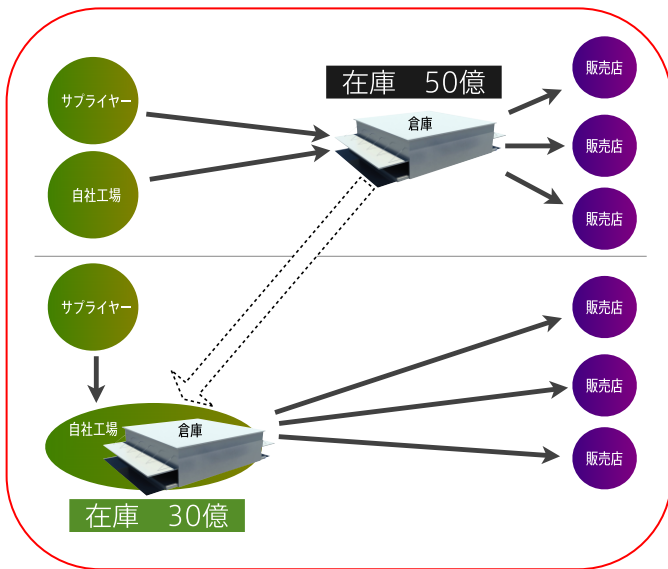 サプライヤー
自社工場
在庫　50億
倉庫
販売店
販売店
販売店
サプライヤー
自社工場
倉庫
在庫　30億
販売店
販売店
販売店